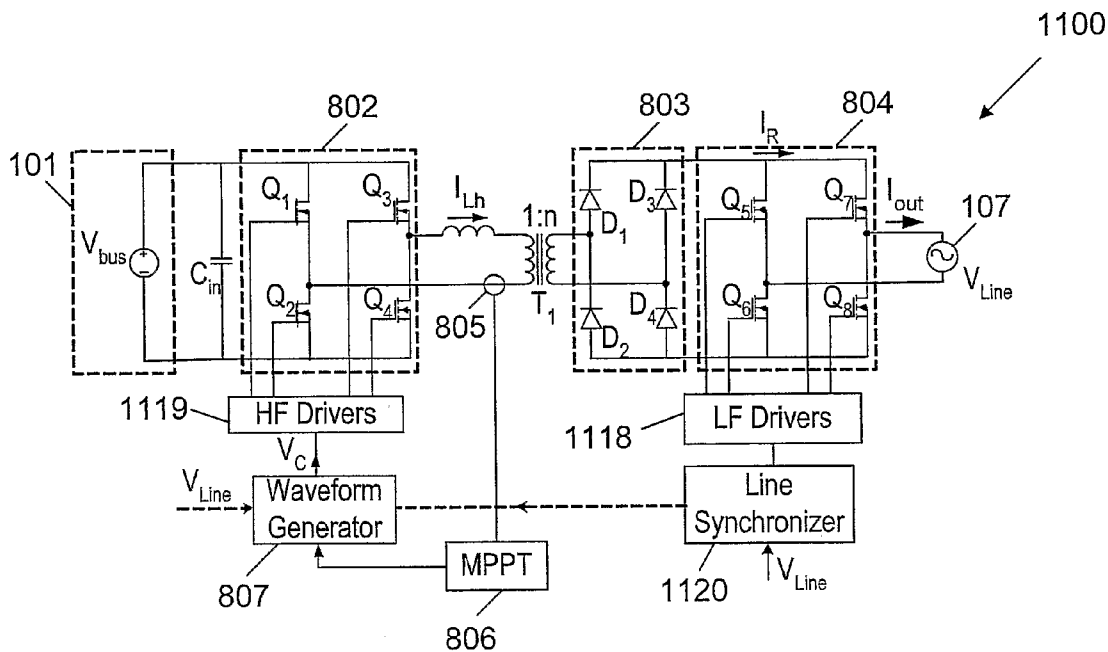 1100
802
803
804
101
I_R
Q_1
Q_3
I_Lh
1:n
D_1
D_3
Q_5
Q_7
I_out
107
V_bus
C_in
Q_2
Q_4
805
T_1
D_2
D_4
Q_6
Q_8
V_Line
1119
HF Drivers
1118
LF Drivers
V_C
V_Line
Waveform
Generator
Line
Synchronizer
807
MPPT
806
1120
V_Line